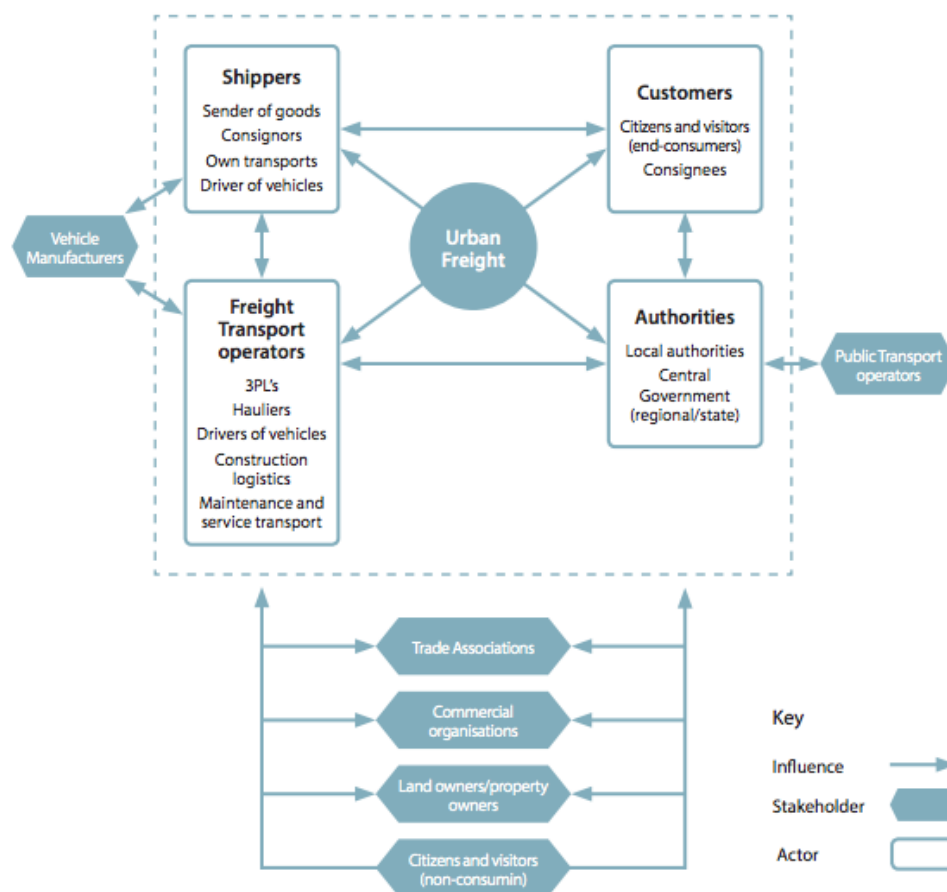 Shippers
Sender of goods
Consignors
Own transports
Driver of vehicles
Customers
Citizens and visitors
(end-consumers)
Consignees
Vehicle
Manufacturers
Urban
Freight
Freight
Transport
operators
3PL's
Hauliers
Drivers of vehicles
Construction
logistics
Maintenance and
service transport
Authorities
Local authorities
Central
Government
(regional/state)
Public Transport
operators
Trade Associations
Commercial
organisations
Land owners/property
owners
Citizens and visitors
(non-consumin)
Key
Influence
Stakeholder
Actor